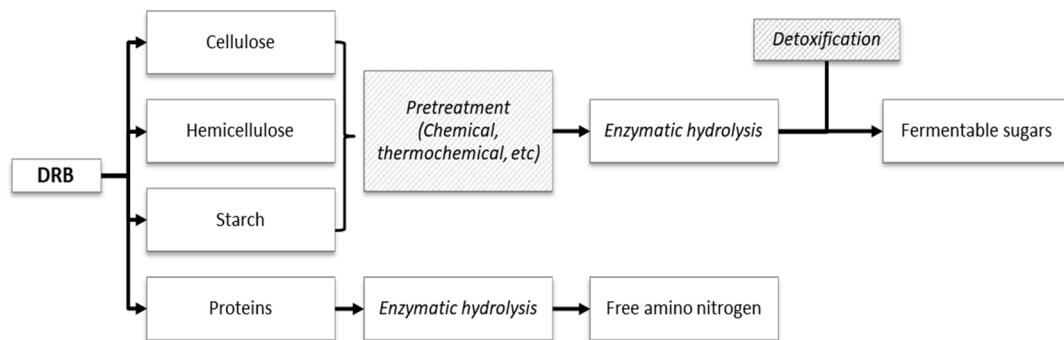 Cellulose
Detoxification
Hemicellulose
Pretreatment
(Chemical,
thermochemical, etc)
Enzymatic hydrolysis
Fermentable sugars
DRB
Starch
Proteins
Enzymatic hydrolysis
Free amino nitrogen